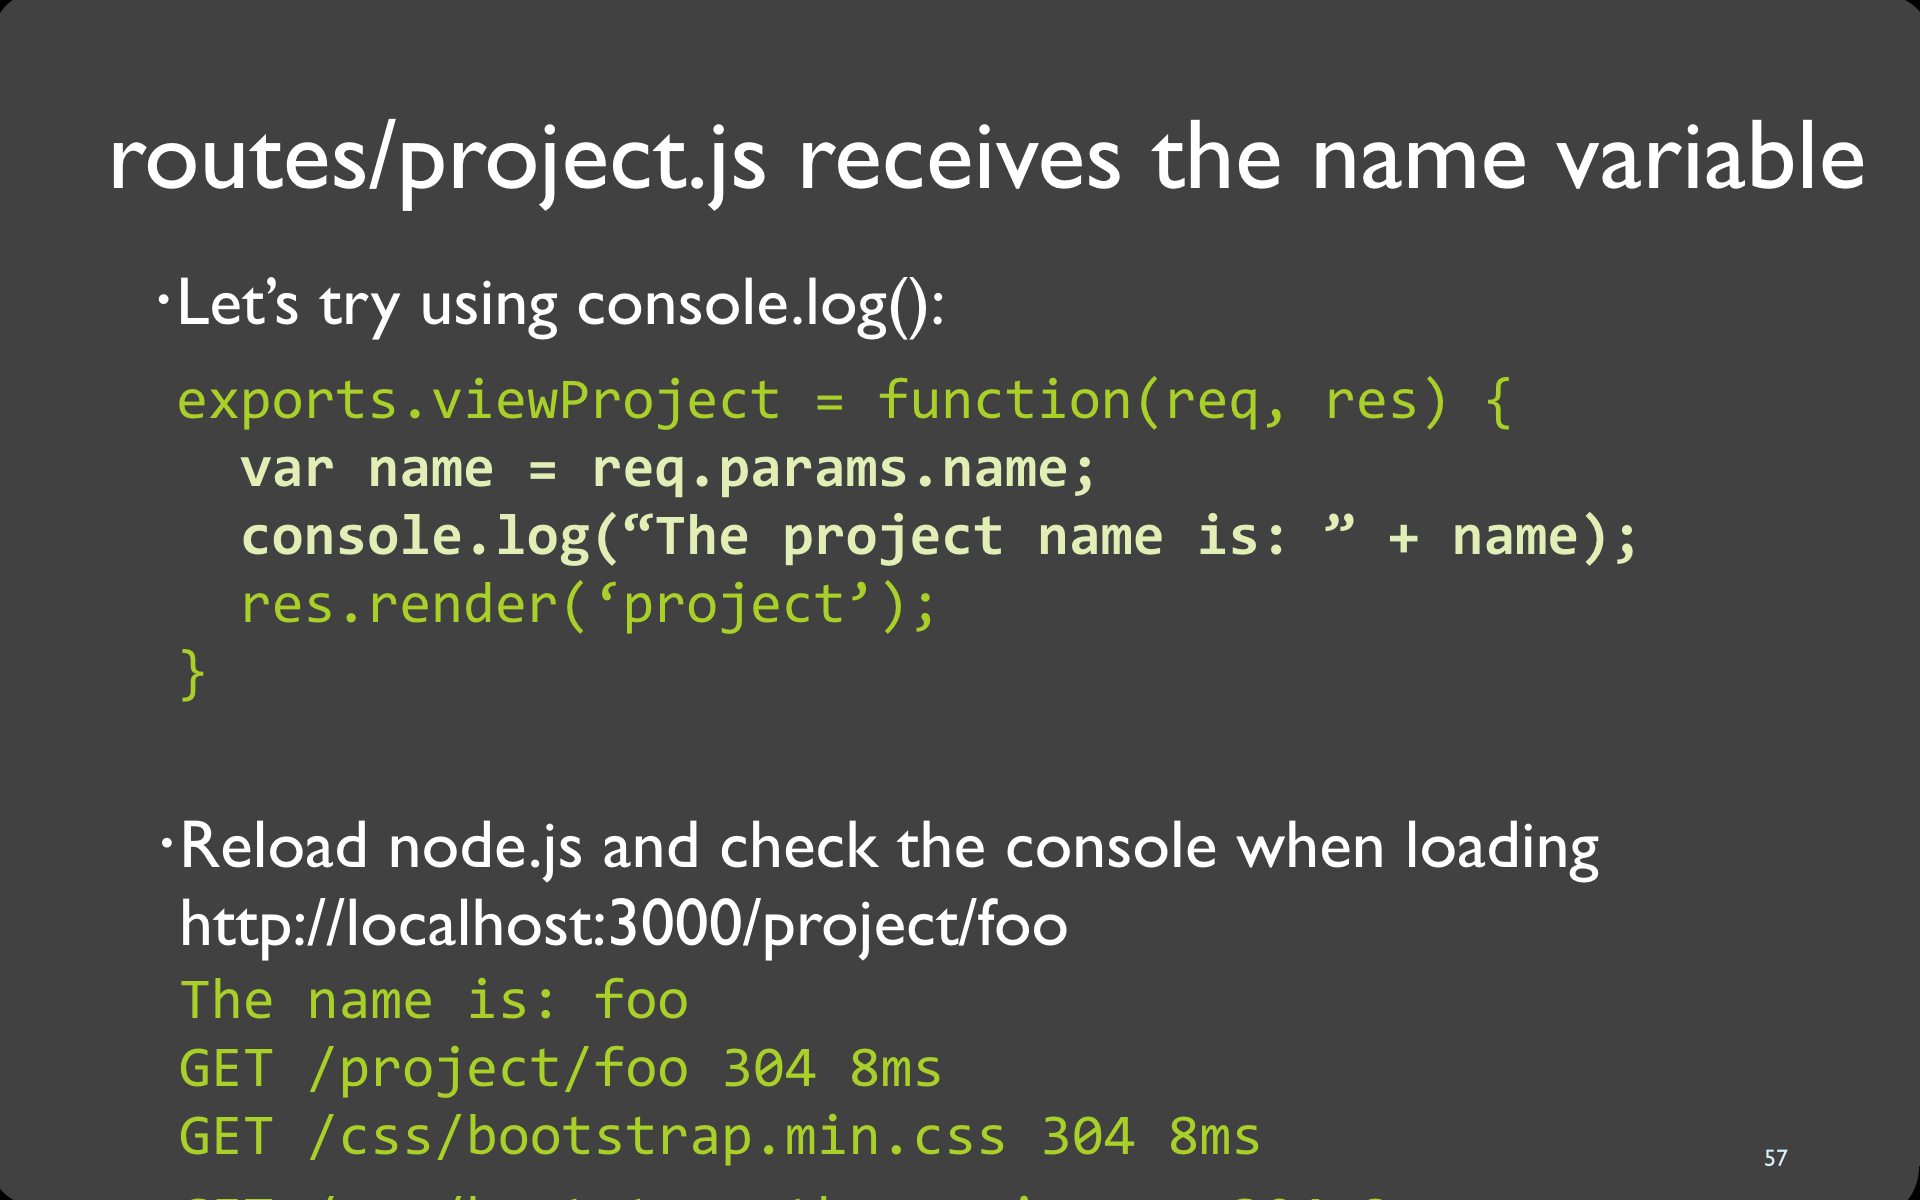 routes/project.js receives the name variable
•Let’s try using console.log():
exports.viewProject = function(req, res) {
var name = req.params.name;
console.log(“The project name is: ” + name);
res.render(‘project’);
}
•Reload node.js and check the console when loading
http://localhost:3000/project/foo
The name is: foo
GET /project/foo 304 8ms
GET /css/bootstrap.min.css 304 8ms
57